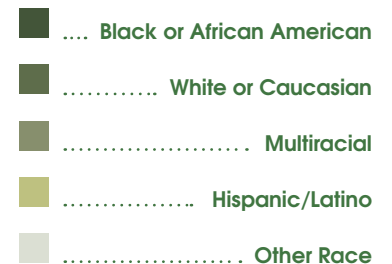 .... Black or African American
............ White or Caucasian
...................... . Multiracial
................. Hispanic/Latino
..................... . Other Race